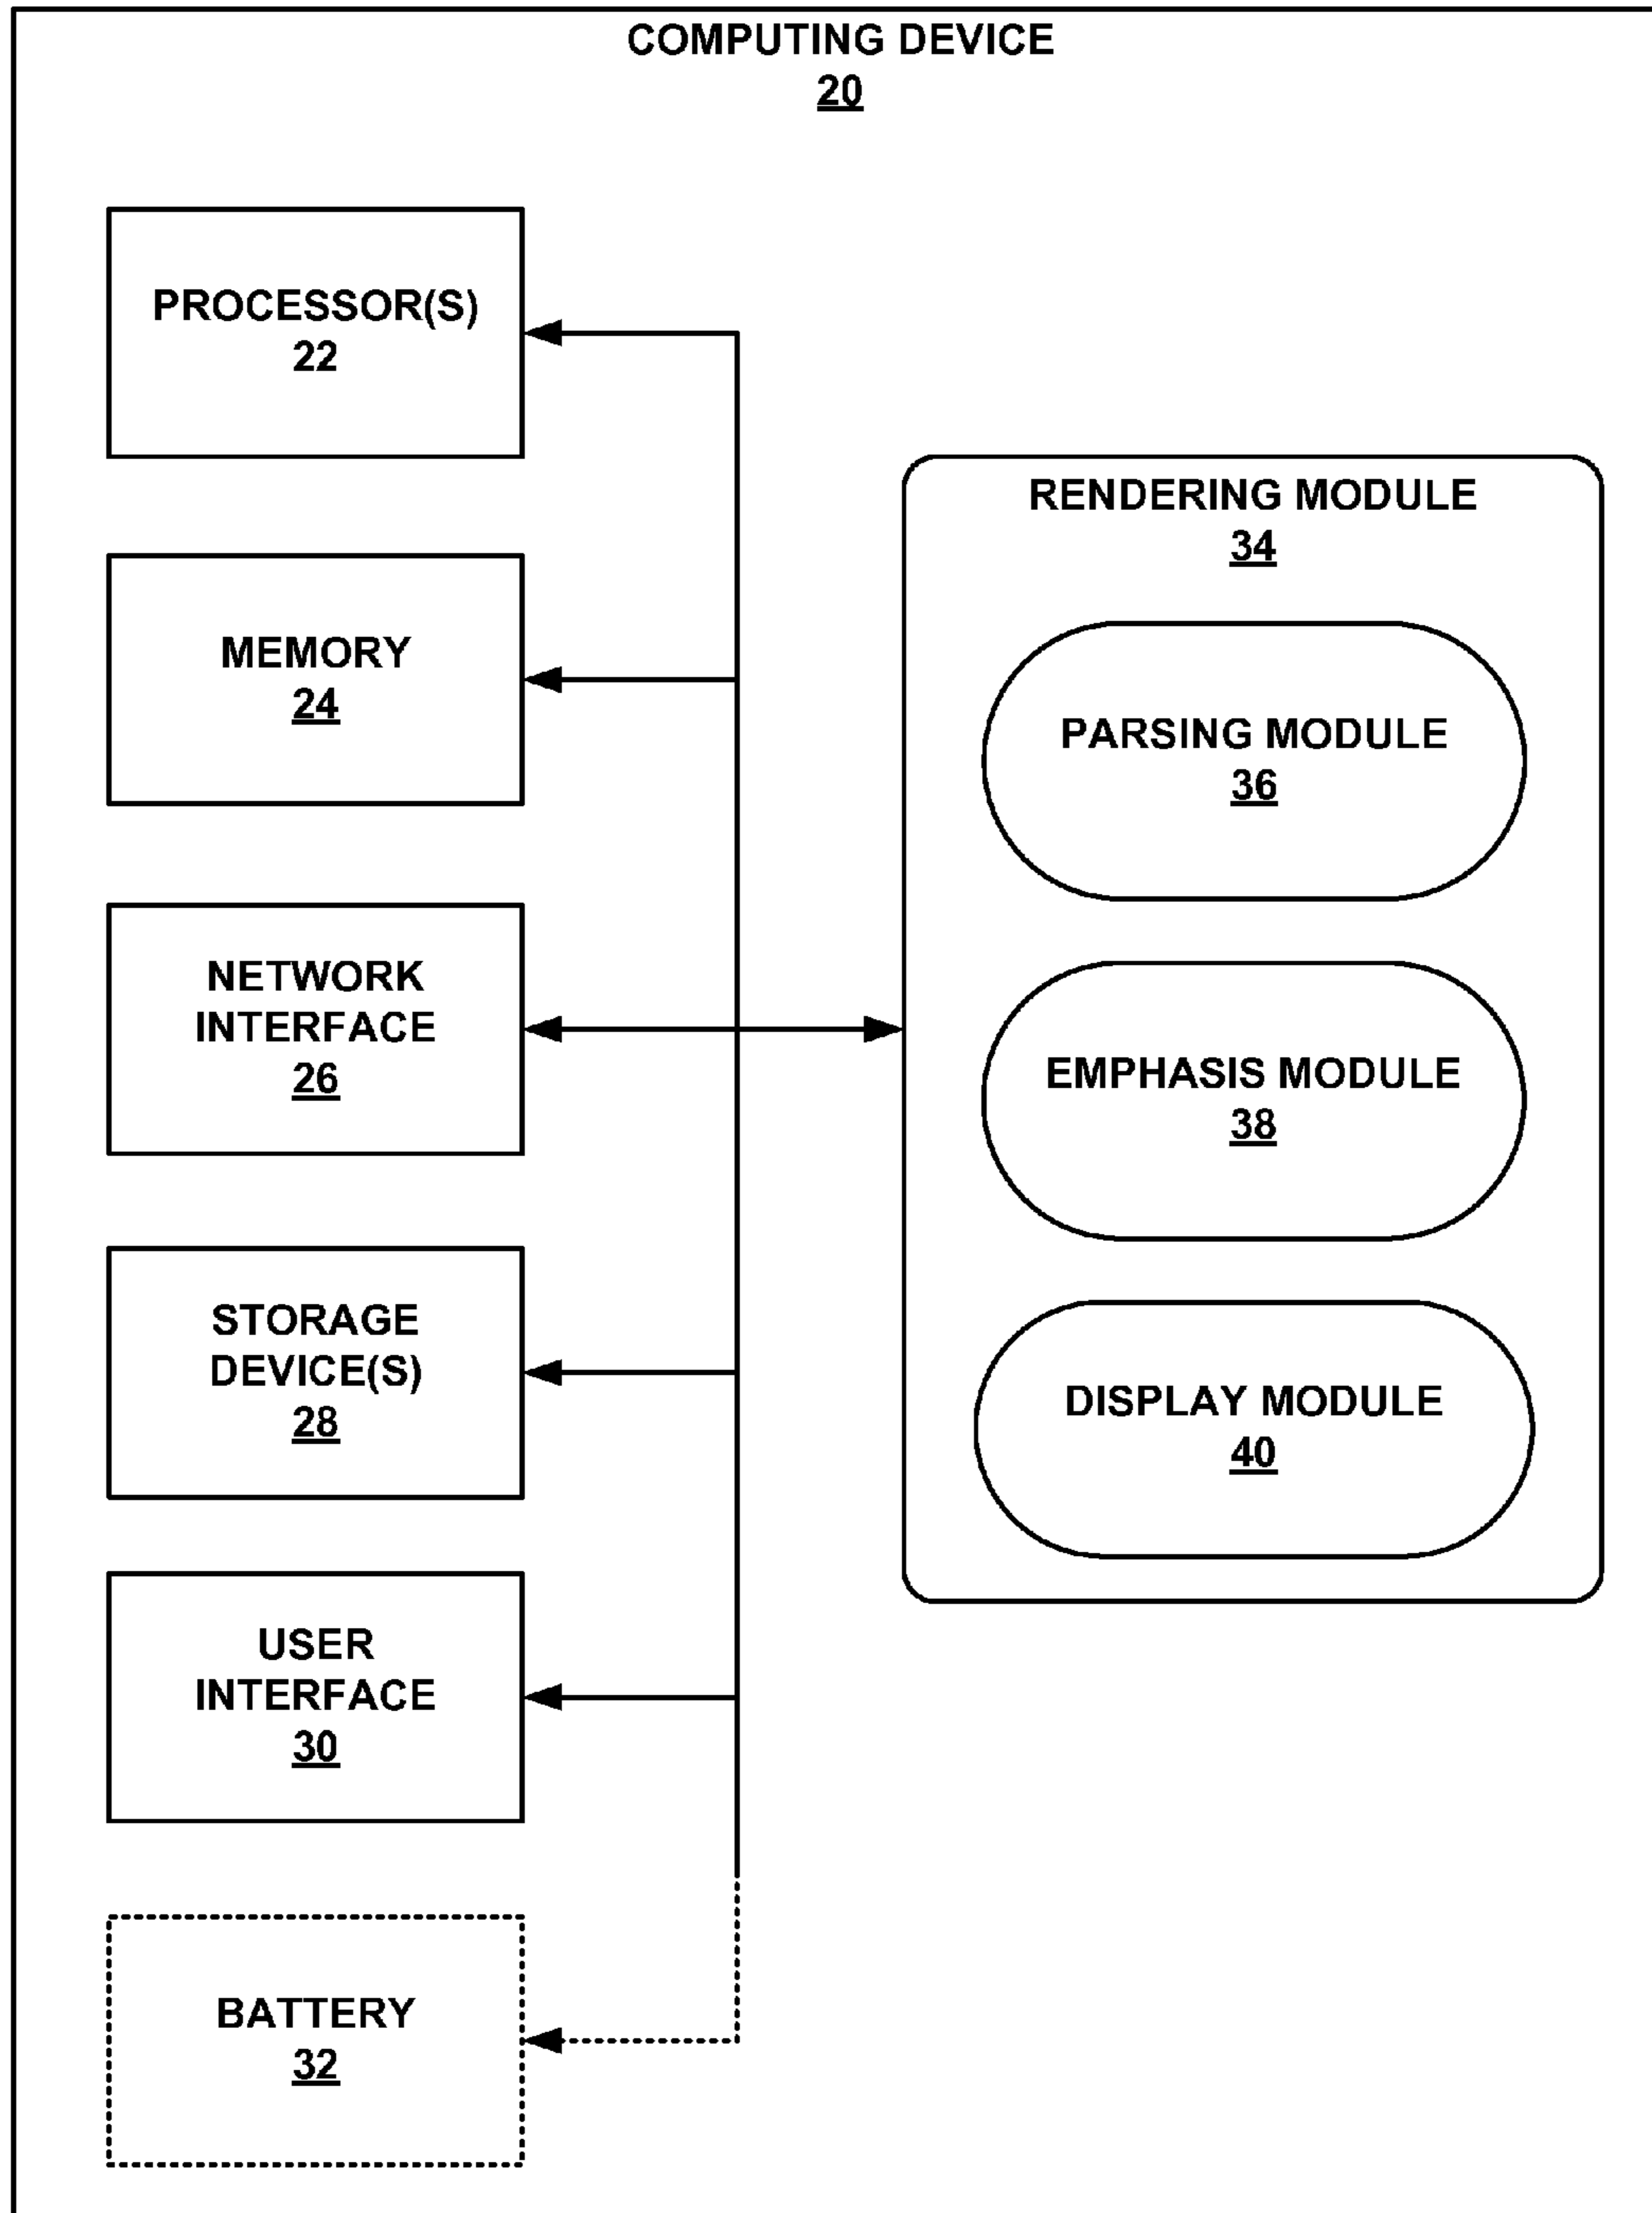 COMPUTING DEVICE
20
PROCESSOR(S)
22
MEMORY
24
NETWORK
INTERFACE
26
STORAGE
DEVICE(S)
28
USER
INTERFACE
30
BATTERY
32
RENDERING MODULE
34
PARSING MODULE
36
EMPHASIS MODULE
38
DISPLAY MODULE
40